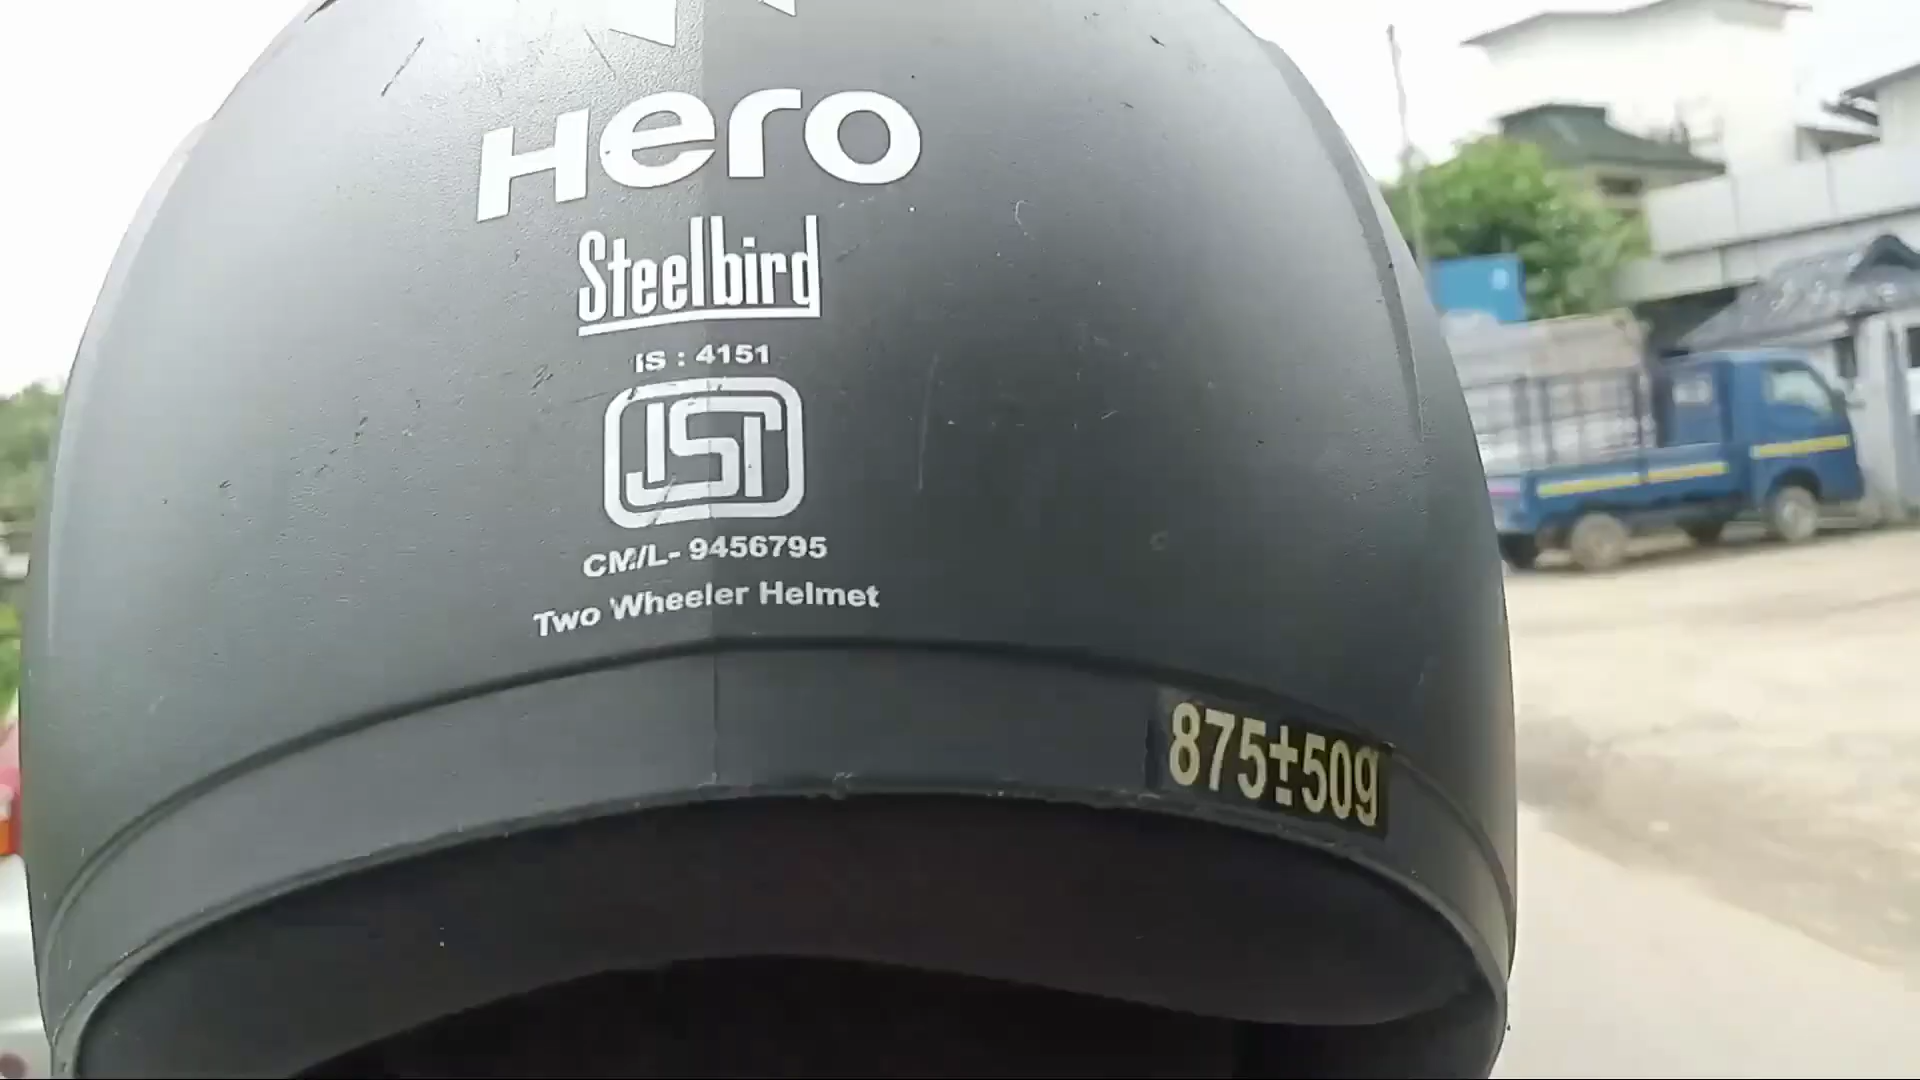 Hero
Steelbird
IS : 4151
ISI
CM/L- 9456795
Two Wheeler Helmet
875±50g